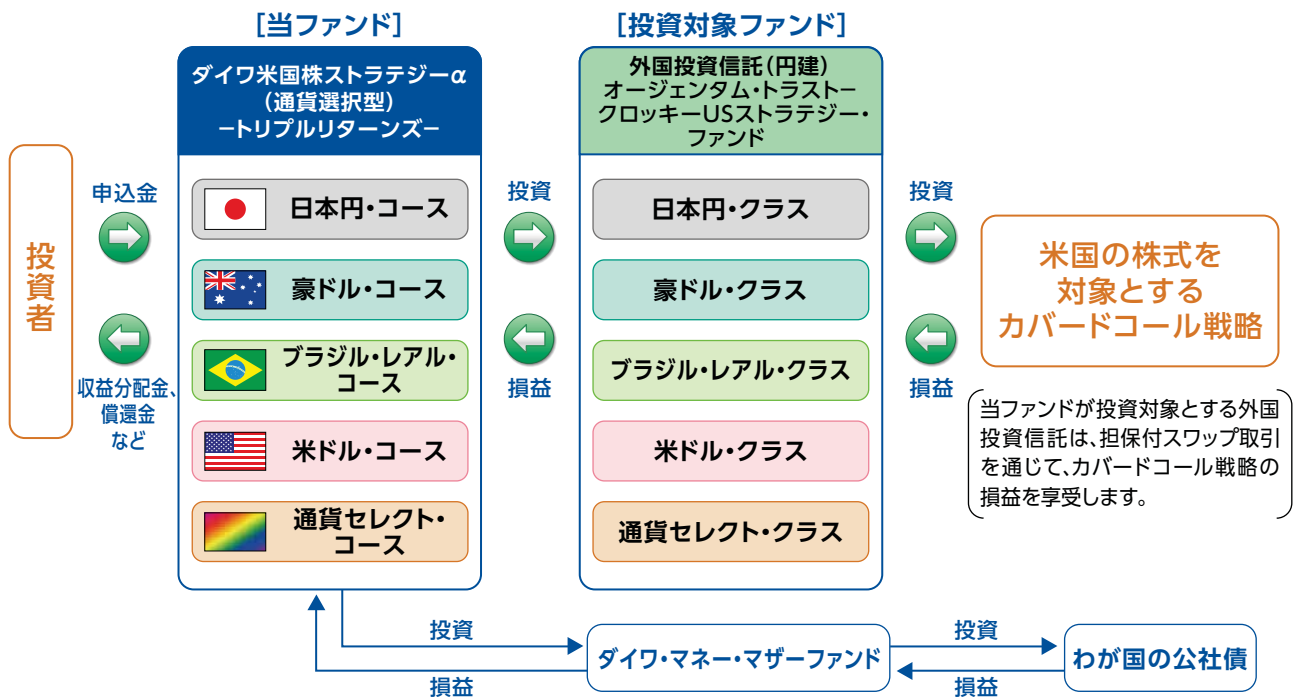 [当ファンド]
[投資対象ファンド]
ダイワ米国株ストラテジーα
(通貨選択型)
−トリプルリターンズ−
外国投資信託(円建)
オージェンタム・トラスト−
クロッキーUSストラテジー・
ファンド
投資者
申込金
収益分配金、
償還金
など
日本円・コース
豪ドル・コース
ブラジル・レアル・
コース
米ドル・コース
通貨セレクト・
コース
投資
損益
日本円・クラス
豪ドル・クラス
ブラジル・レアル・クラス
米ドル・クラス
通貨セレクト・クラス
投資
損益
米国の株式を
対象とする
カバードコール戦略
当ファンドが投資対象とする外国
投資信託は、担保付スワップ取引
を通じて、カバードコール戦略の
損益を享受します。
投資
損益
ダイワ・マネー・マザーファンド
投資
損益
わが国の公社債